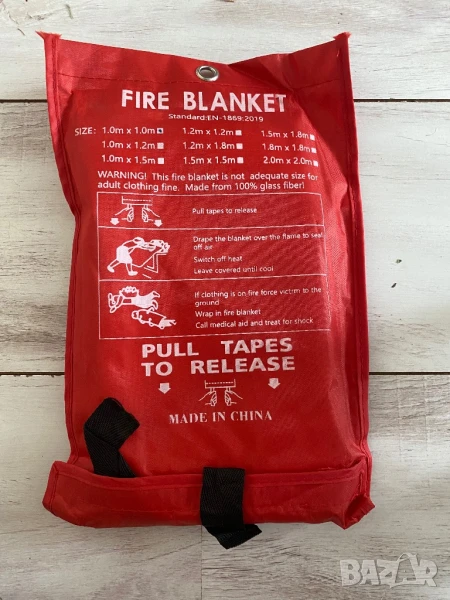 FIRE BLANKET
Standard:EN-1869:2019
SIZE: 1.0m x 1.0m 1.2m x 1.2m 1.5m x 1.8m
1.0m x 1.2m 1.2m x 1.8m 1.8m x 1.8m
1.0m x 1.5m 1.5m x 1.5m 2.0m x 2.0m
WARNING! This fire blanket is not adequate size for
adult clothing fine. Made from 100% glass fiber!
Pull tapes to release
Drape the blanket over the flame to seal
off air
Switch off heat
Leave covered until cool
If clothing is on fire force victim to the
ground
Wrap in fire blanket
Call medical aid and treat for shock
PULL TAPES
TO RELEASE
MADE IN CHINA
BAZAR